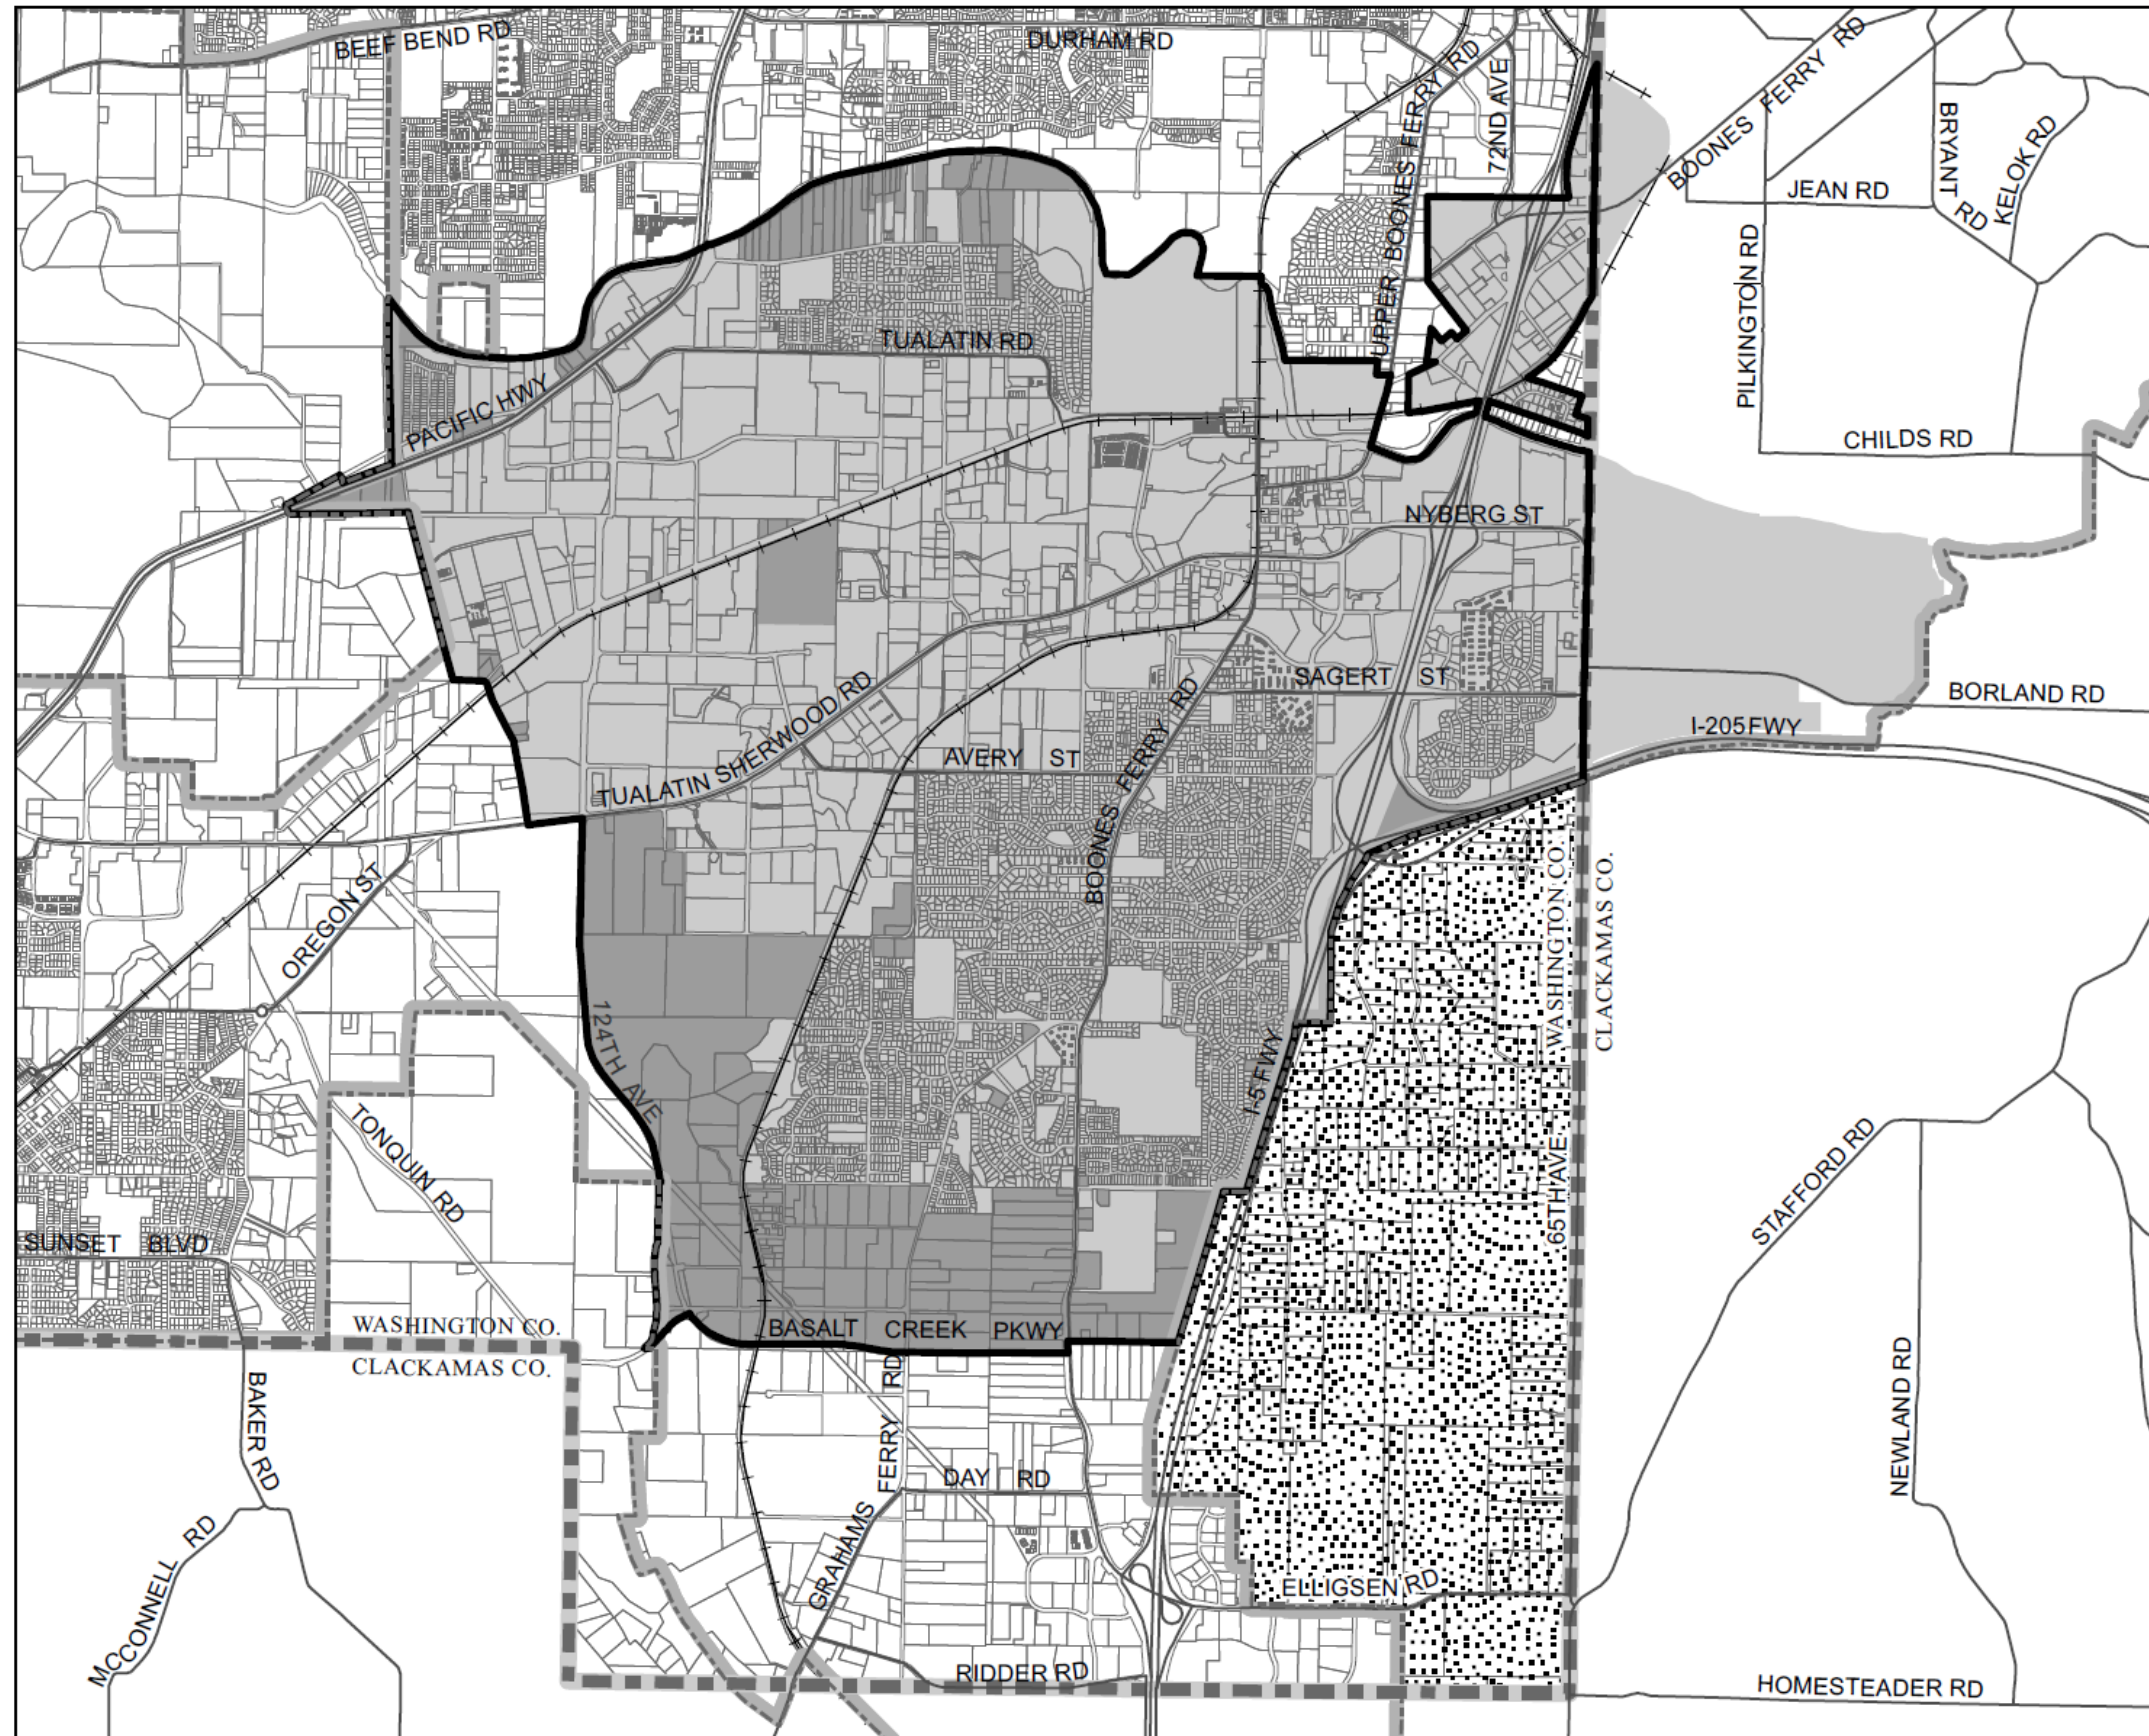 BEEF BEND RD
DURHAM RD
UPPER BOONES FERRY RD
72ND AVE
BOONES FERRY RD
BRYANT RD
KELOK RD
JEAN RD
PILKINGTON RD
TUALATIN RD
PACIFIC HWY
CHILDS RD
NYBERG ST
SAGERT ST
BORLAND RD
I-205 FWY
TUALATIN SHERWOOD RD
AVERY ST
BOONES FERRY RD
WASHINGTON CO.
CLACKAMAS CO.
OREGON ST
124TH AVE
I-5 FWY
TONQUIN RD
65TH AVE
STAFFORD RD
SUNSET BLVD
WASHINGTON CO.
CLACKAMAS CO.
BASALT CREEK PKWY
BAKER RD
GRAHAMS FERRY RD
NEWLAND RD
DAY RD
MCCONNELL RD
ELLIGSEN RD
RIDDER RD
HOMESTEADER RD